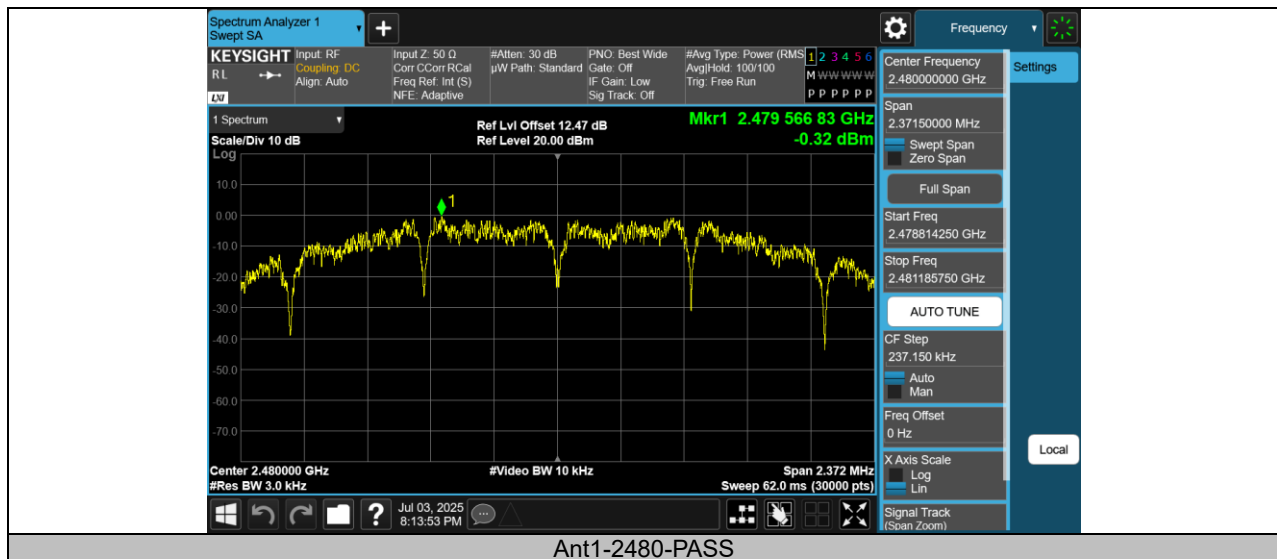 Spectrum Analyzer 1
Swept SA
Frequency
KEYSIGHT
RL
LXI
Input: RF
Coupling: DC
Align: Auto
Input Z: 50 Ω
Corr CCorr RCal
Freq Ref: Int (S)
NFE: Adaptive
#Atten: 30 dB
µW Path: Standard
PNO: Best Wide
Gate: Off
IF Gain: Low
Sig Track: Off
#Avg Type: Power (RMS
Avg|Hold: 100/100
Trig: Free Run
1 2 3 4 5 6
M W W W W W
P P P P P P
1 Spectrum
Scale/Div 10 dB
Log
Ref Lvl Offset 12.47 dB
Ref Level 20.00 dBm
Mkr1 2.479 566 83 GHz
-0.32 dBm
1
10.0
0.00
-10.0
-20.0
-30.0
-40.0
-50.0
-60.0
-70.0
Center 2.480000 GHz
#Res BW 3.0 kHz
#Video BW 10 kHz
Span 2.372 MHz
Sweep 62.0 ms (30000 pts)
Jul 03, 2025
8:13:53 PM
Center Frequency
2.480000000 GHz
Span
2.37150000 MHz
Swept Span
Zero Span
Full Span
Start Freq
2.478814250 GHz
Stop Freq
2.481185750 GHz
AUTO TUNE
CF Step
237.150 kHz
Auto
Man
Freq Offset
0 Hz
X Axis Scale
Log
Lin
Signal Track
(Span Zoom)
Settings
Local
Ant1-2480-PASS